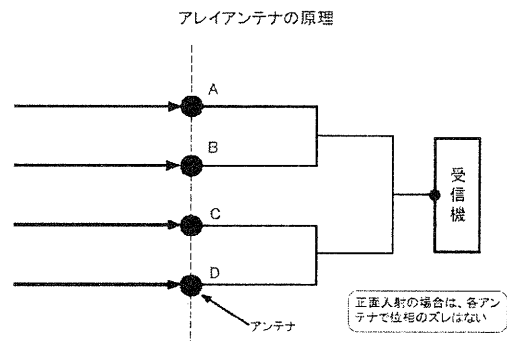 アレイアンテナの原理
A
B
C
D
受信機
アンテナ
正面入射の場合は、各アン
テナで位相のズレはない